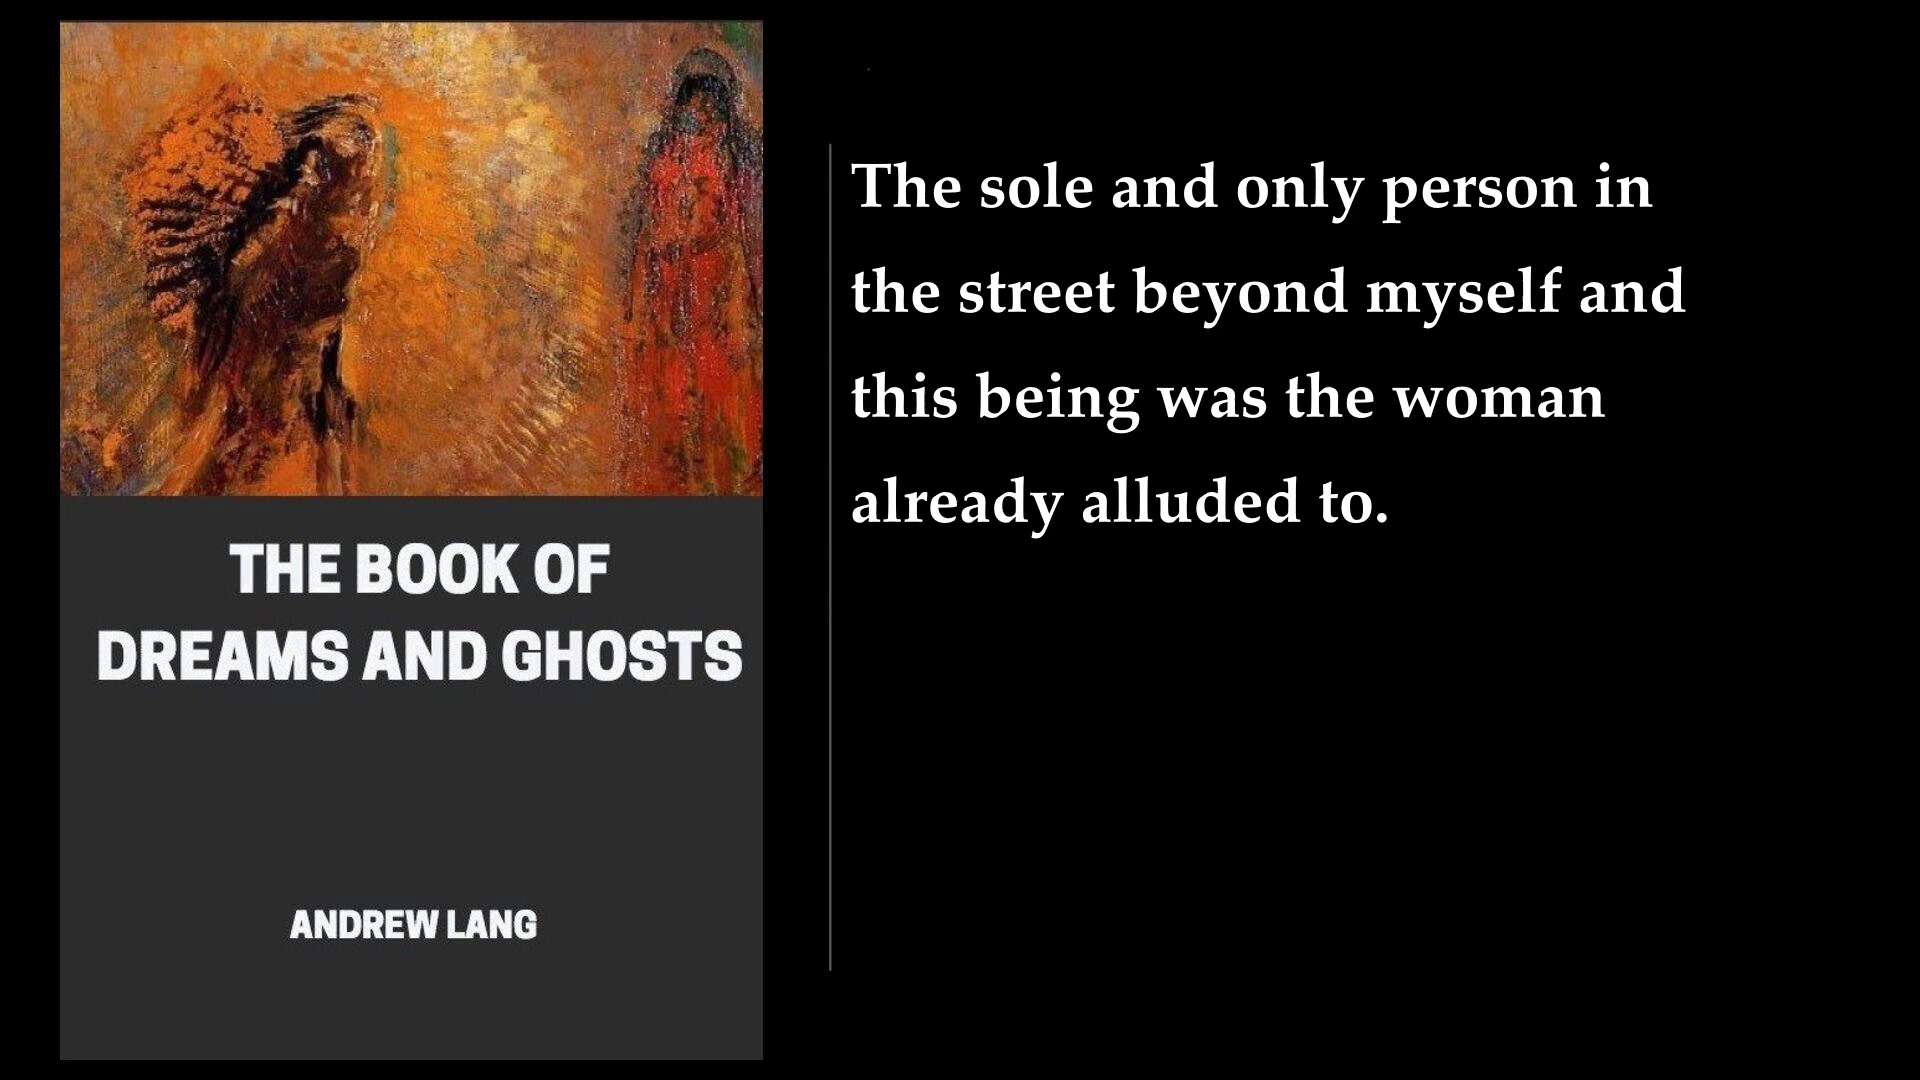 THE BOOK OF
DREAMS AND GHOSTS
ANDREW LANG
The sole and only person in
the street beyond myself and
this being was the woman
already alluded to.